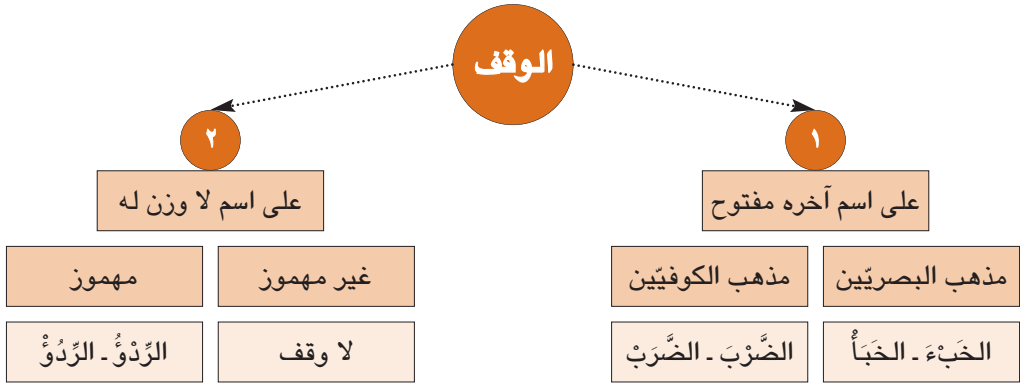 الوقف
١
على اسم آخره مفتوح
مذهب البصريّين
مذهب الكوفيّين
الخَبْءَ ـ الخَبَأْ
الضَّرْبَ ـ الضَّرَبْ
٢
على اسم لا وزن له
غير مهموز
مهموز
لا وقف
الرِّدْؤُ ـ الرِّدُؤْ